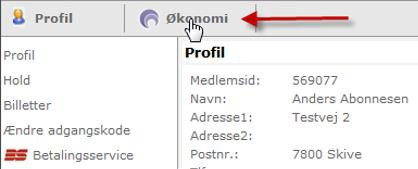 Profil Økonomi
Profil
Hold
Billetter
Ændre adgangskode
Betalingsservice
Profil
Medlemsid: 569077
Navn: Anders Abonnesen
Adresse1: Testvej 2
Adresse2:
Postnr.: 7800 Skive